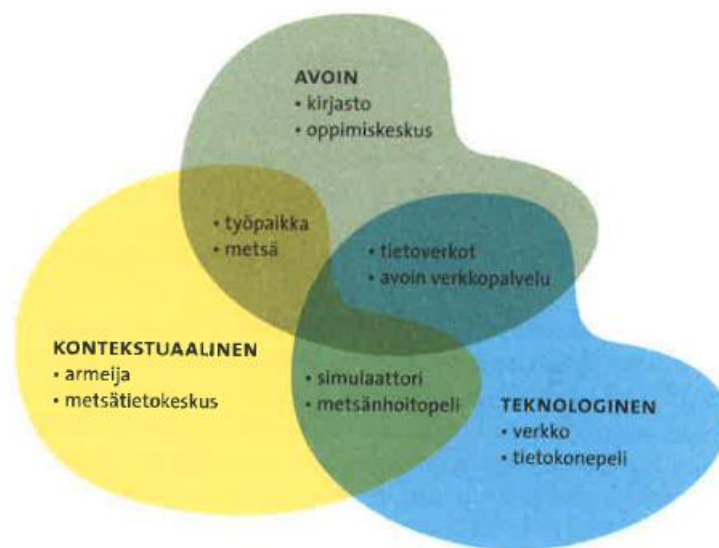 AVOIN
• kirjasto
• oppimiskeskus
• työpaikka
• metsä
• tietoverkot
• avoin verkkopalvelu
KONTEKSTUAALINEN
• armeija
• metsätietokeskus
• simulaattori
• metsänhoitopeli
TEKNOLOGINEN
• verkko
• tietokonepeli